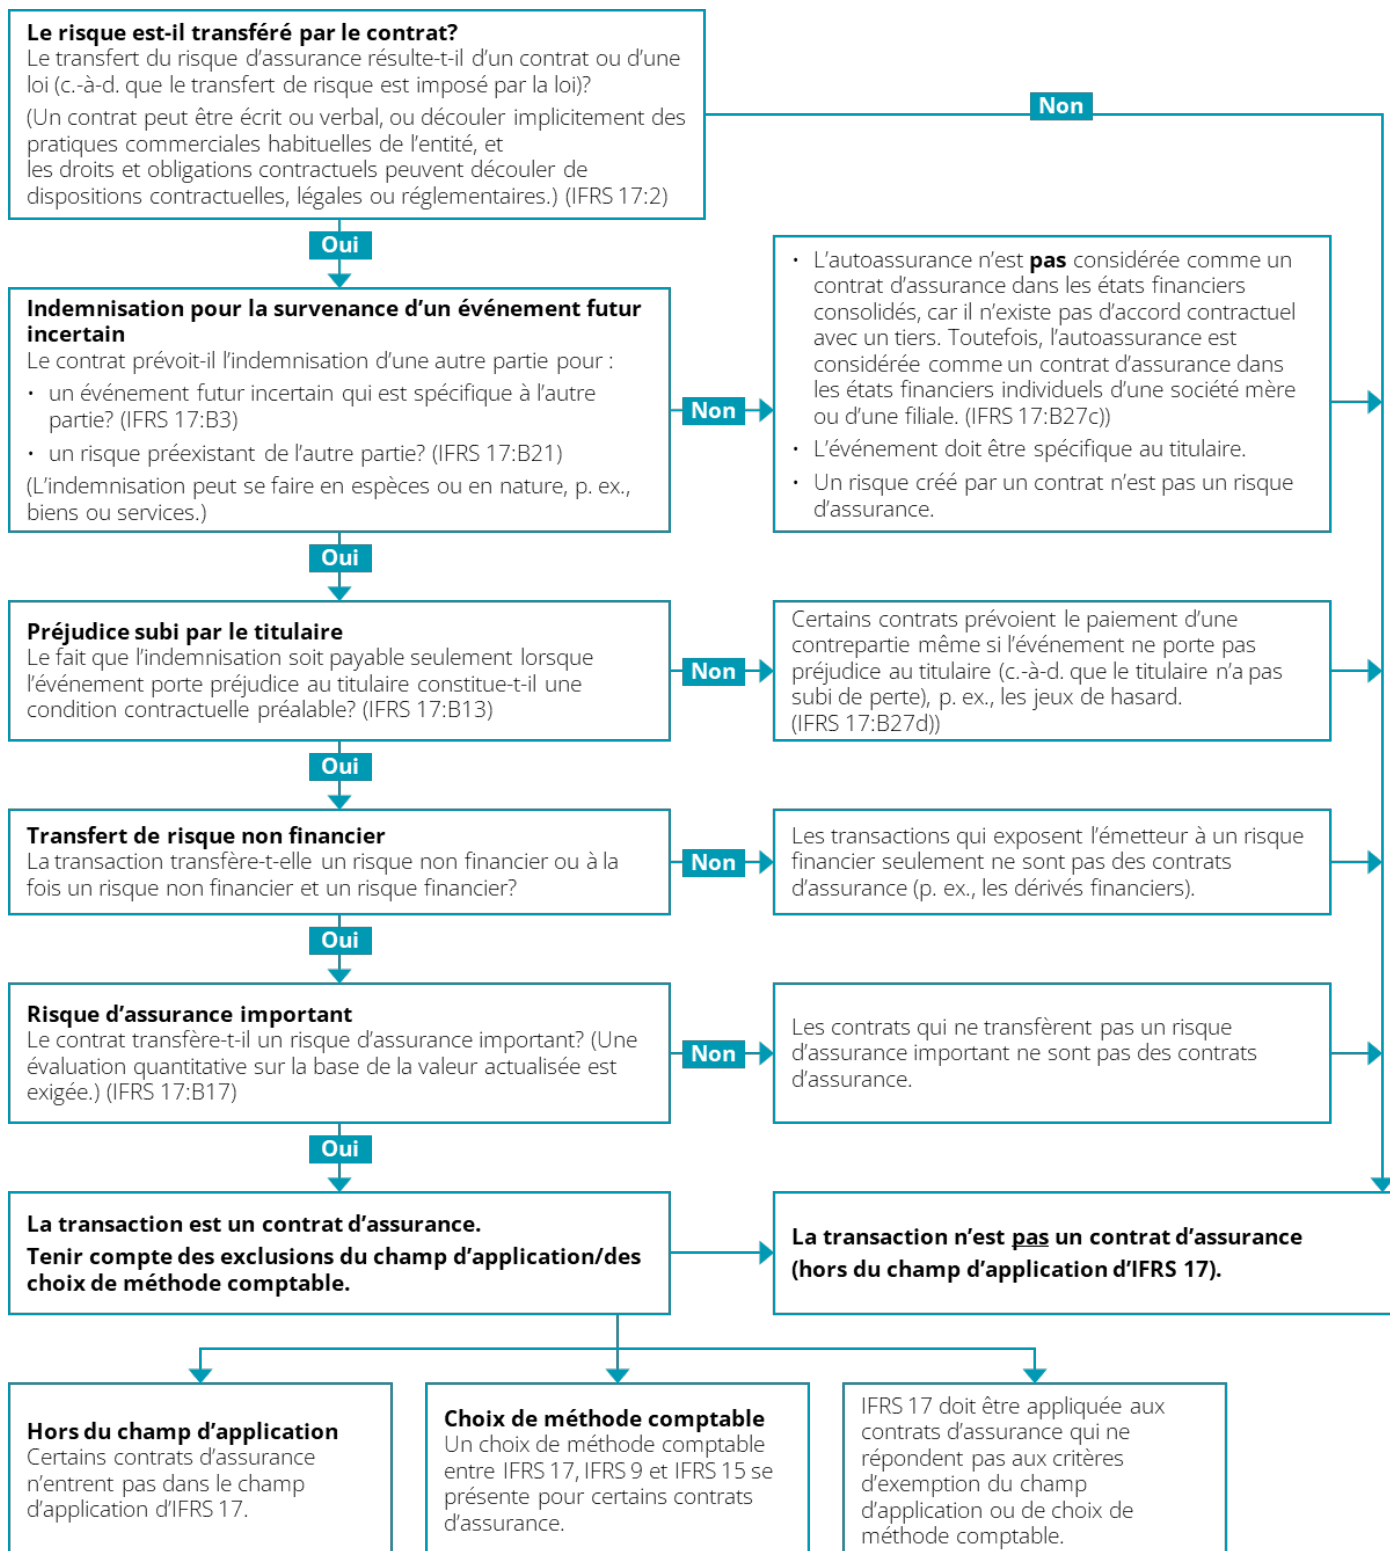 Le risque est-il transféré par le contrat?
Le transfert du risque d'assurance résulte-t-il d'un contrat ou d'une
loi (c.-à-d. que le transfert de risque est imposé par la loi)?
(Un contrat peut être écrit ou verbal, ou découler implicitement des
pratiques commerciales habituelles de l'entité, et
les droits et obligations contractuels peuvent découler de
dispositions contractuelles, légales ou réglementaires.) (IFRS 17:2)
Non
Oui
Indemnisation pour la survenance d'un événement futur
incertain
Le contrat prévoit-il l'indemnisation d'une autre partie pour :
• un événement futur incertain qui est spécifique à l'autre
partie? (IFRS 17:B3)
• un risque préexistant de l'autre partie? (IFRS 17:B21)
(L'indemnisation peut se faire en espèces ou en nature, p. ex.,
biens ou services.)
Non
• L'autoassurance n'est pas considérée comme un
contrat d'assurance dans les états financiers
consolidés, car il n'existe pas d'accord contractuel
avec un tiers. Toutefois, l'autoassurance est
considérée comme un contrat d'assurance dans
les états financiers individuels d'une société mère
ou d'une filiale. (IFRS 17:B27c))
• L'événement doit être spécifique au titulaire.
• Un risque créé par un contrat n'est pas un risque
d'assurance.
Oui
Préjudice subi par le titulaire
Le fait que l'indemnisation soit payable seulement lorsque
l'événement porte préjudice au titulaire constitue-t-il une
condition contractuelle préalable? (IFRS 17:B13)
Non
Certains contrats prévoient le paiement d'une
contrepartie même si l'événement ne porte pas
préjudice au titulaire (c.-à-d. que le titulaire n'a pas
subi de perte), p. ex., les jeux de hasard.
(IFRS 17:B27d))
Oui
Transfert de risque non financier
La transaction transfère-t-elle un risque non financier ou à la
fois un risque non financier et un risque financier?
Non
Les transactions qui exposent l'émetteur à un risque
financier seulement ne sont pas des contrats
d'assurance (p. ex., les dérivés financiers).
Oui
Risque d'assurance important
Le contrat transfère-t-il un risque d'assurance important? (Une
évaluation quantitative sur la base de la valeur actualisée est
exigée.) (IFRS 17:B17)
Non
Les contrats qui ne transfèrent pas un risque
d'assurance important ne sont pas des contrats
d'assurance.
Oui
La transaction est un contrat d'assurance.
Tenir compte des exclusions du champ d'application/des
choix de méthode comptable.
La transaction n'est pas un contrat d'assurance
(hors du champ d'application d'IFRS 17).
Hors du champ d'application
Certains contrats d'assurance
n'entrent pas dans le champ
d'application d'IFRS 17.
Choix de méthode comptable
Un choix de méthode comptable
entre IFRS 17, IFRS 9 et IFRS 15 se
présente pour certains contrats
d'assurance.
IFRS 17 doit être appliquée aux
contrats d'assurance qui ne
répondent pas aux critères
d'exemption du champ
d'application ou de choix de
méthode comptable.